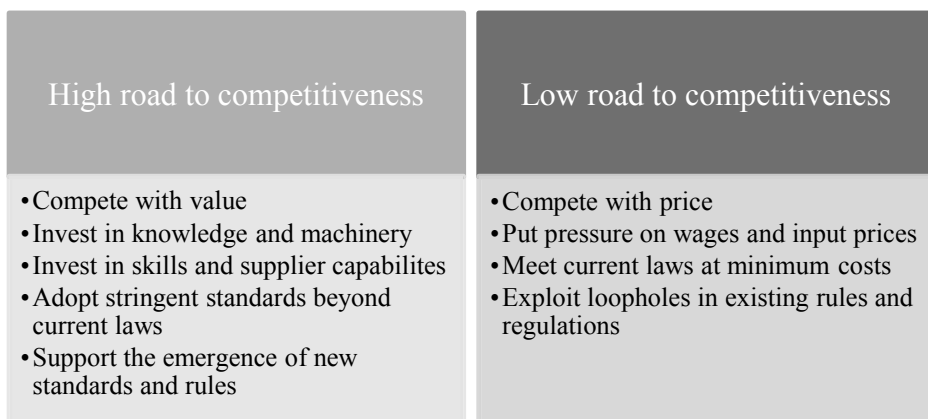 High road to competitiveness
•Compete with value
•Invest in knowledge and machinery
•Invest in skills and supplier capabilites
•Adopt stringent standards beyond
current laws
•Support the emergence of new
standards and rules
Low road to competitiveness
•Compete with price
•Put pressure on wages and input prices
•Meet current laws at minimum costs
•Exploit loopholes in existing rules and
regulations